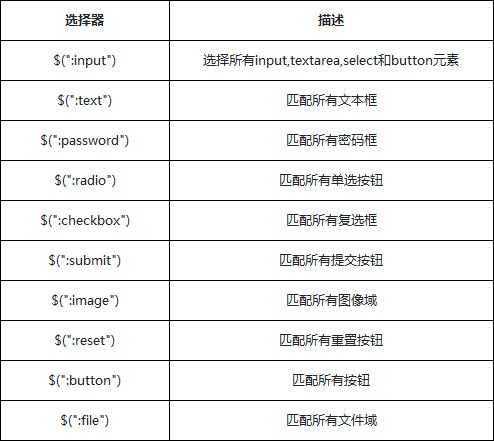 选择器 描述
$(":input") 选择所有input,textarea,select和button元素
$(":text") 匹配所有文本框
$(":password") 匹配所有密码框
$(":radio") 匹配所有单选按钮
$(":checkbox") 匹配所有复选框
$(":submit") 匹配所有提交按钮
$(":image") 匹配所有图像域
$(":reset") 匹配所有重置按钮
$(":button") 匹配所有按钮
$(":file") 匹配所有文件域